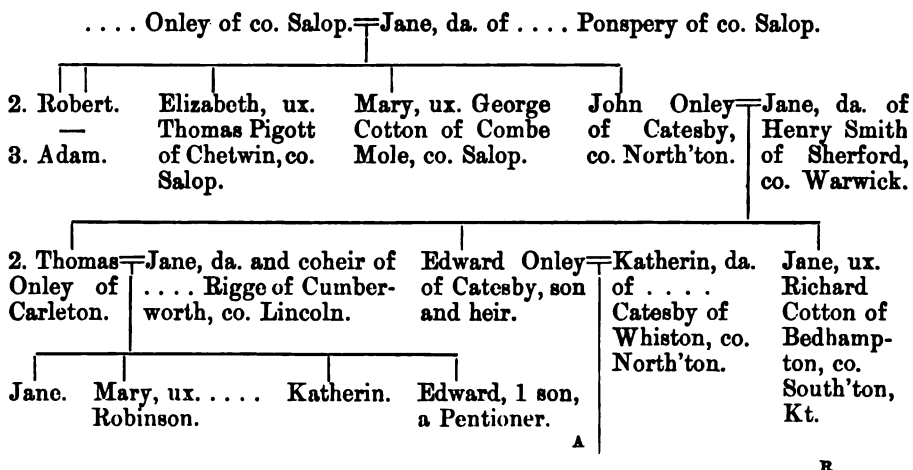 . . . . Onley of co. Salop.=Jane, da. of . . . . Ponspery of co. Salop.
2. Robert.
—
3. Adam.
Elizabeth, ux.
Thomas Pigott
of Chetwin, co.
Salop.
Mary, ux. George
Cotton of Combe
Mole, co. Salop.
John Onley=Jane, da. of
of Catesby,
co. North'ton.
Henry Smith
of Sherford,
co. Warwick.
2. Thomas=Jane, da. and coheir of
Onley of
Carleton.
. . . . Rigge of Cumber-
worth, co. Lincoln.
Edward Onley=Katherin, da.
of Catesby, son
and heir.
of . . . .
Catesby of
Whiston, co.
North'ton.
Jane, ux.
Richard
Cotton of
Bedhamp-
ton, co.
South'ton,
Kt.
Jane.
Mary, ux. . . . . .
Robinson.
Katherin.
Edward, 1 son,
a Pentioner.
A
B